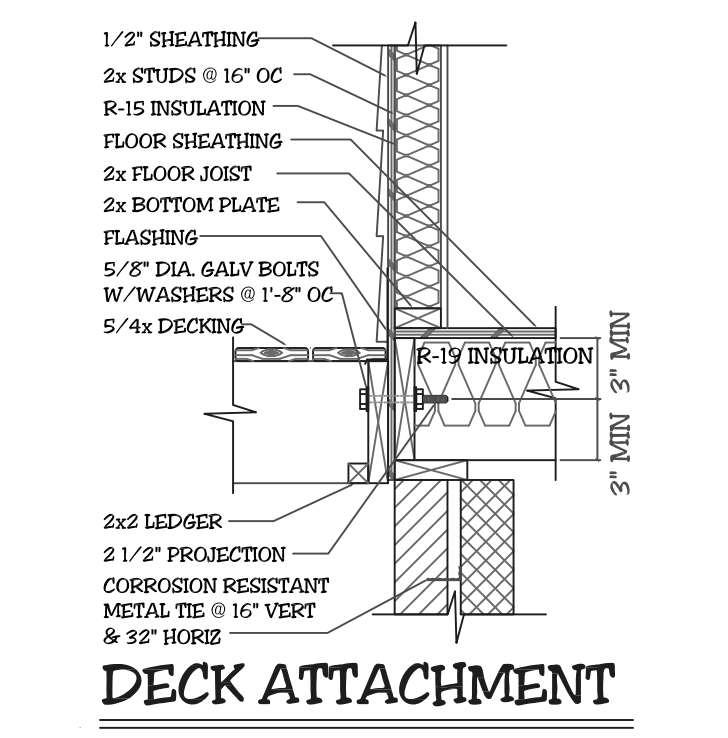 1/2" SHEATHING
2x STUDS @ 16" OC
R-15 INSULATION
FLOOR SHEATHING
2x FLOOR JOIST
2x BOTTOM PLATE
FLASHING
5/8" DIA. GALV BOLTS
W/WASHERS @ 1'-8" OC
5/4x DECKING
R-19 INSULATION
3" MIN
3" MIN
2x2 LEDGER
2 1/2" PROJECTION
CORROSION RESISTANT
METAL TIE @ 16" VERT
& 32" HORIZ
DECK ATTACHMENT